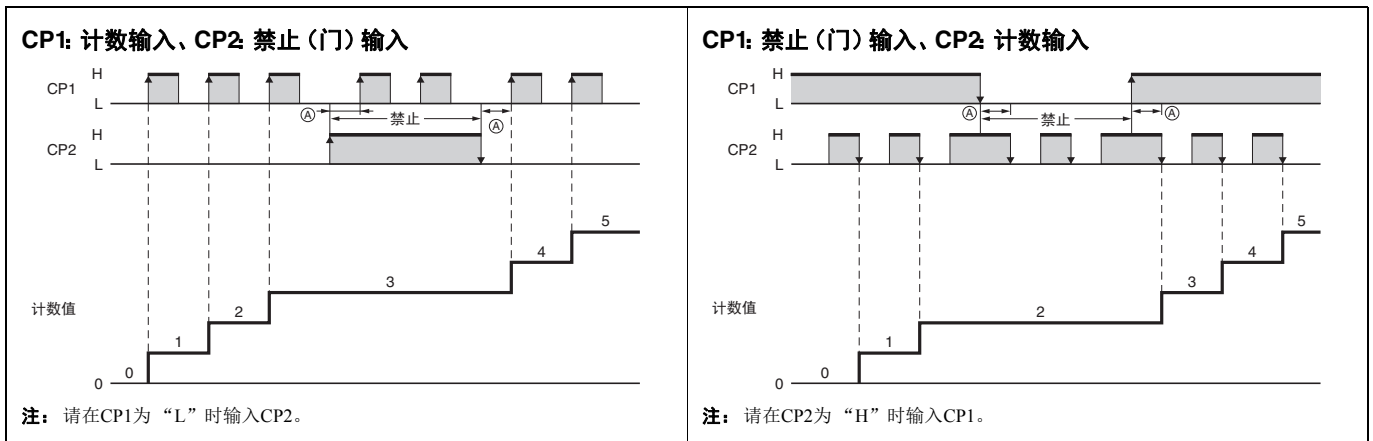 CP1: 计数输入、CP2: 禁止（门）输入
CP1
H
L
Ⓐ
禁止
Ⓐ
CP2
H
L
计数值
0
0
1
2
3
4
5
注： 请在CP1为 “L”时输入CP2。
CP1: 禁止（门）输入、CP2: 计数输入
CP1
H
L
Ⓐ
禁止
Ⓐ
CP2
H
L
计数值
0
0
1
2
3
4
5
注： 请在CP2为 “H”时输入CP1。